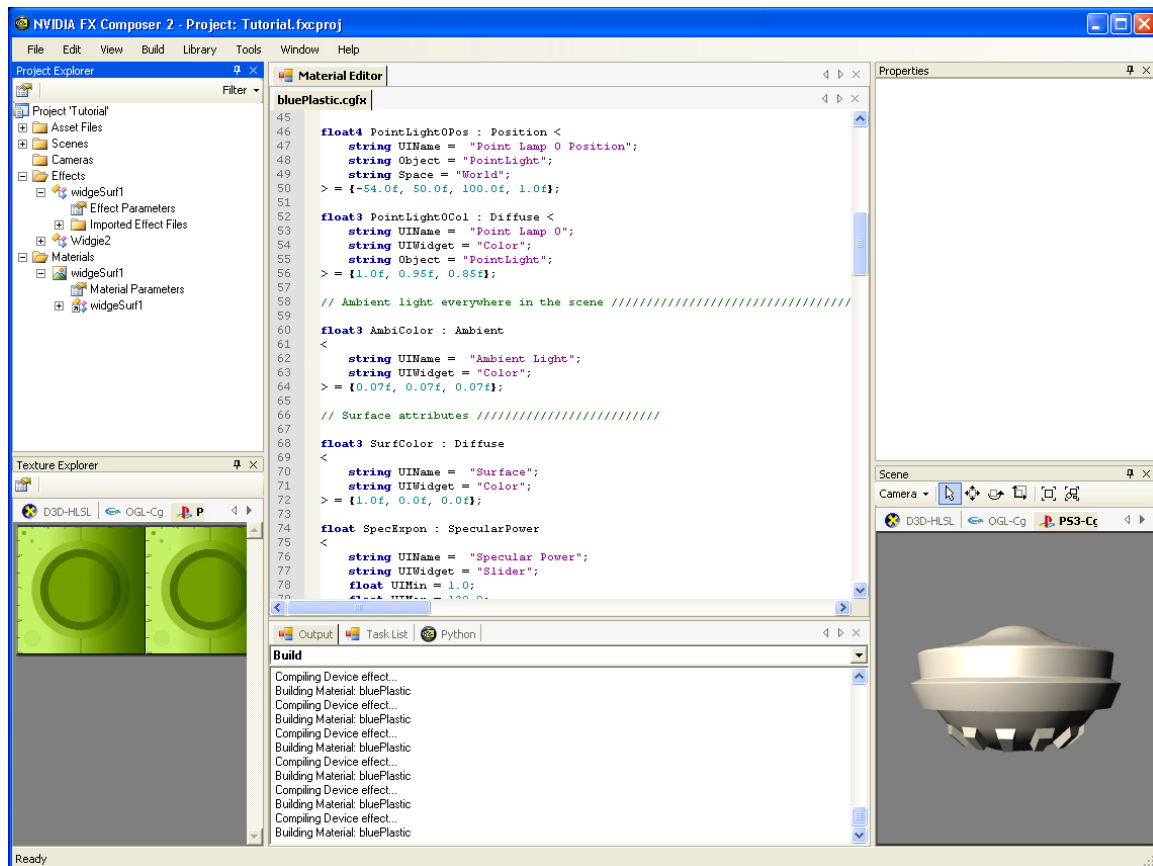 NVIDIA FX Composer 2 - Project: Tutorial.fxcproj
File Edit View Build Library Tools Window Help
Project Explorer
Filter
Project 'Tutorial'
Asset Files
Scenes
Cameras
Effects
widgeSurf1
Effect Parameters
Imported Effect Files
Widgie2
Materials
widgeSurf1
Material Parameters
widgeSurf1
Texture Explorer
D3D-HLSL OGL-Cg P
Material Editor
bluePlastic.cgfx
45
46 float4 PointLight0Pos : Position <
47 string UIName = "Point Lamp 0 Position";
48 string Object = "PointLight";
49 string Space = "World";
50 > = {-54.0f, 50.0f, 100.0f, 1.0f};
51
52 float3 PointLight0Col : Diffuse <
53 string UIName = "Point Lamp 0";
54 string UIWidget = "Color";
55 string Object = "PointLight";
56 > = {1.0f, 0.95f, 0.85f};
57
58 // Ambient light everywhere in the scene //////////////////////////////////
59
60 float3 AmbiColor : Ambient
61 <
62 string UIName = "Ambient Light";
63 string UIWidget = "Color";
64 > = {0.07f, 0.07f, 0.07f};
65
66 // Surface attributes //////////////////////////
67
68 float3 SurfColor : Diffuse
69 <
70 string UIName = "Surface";
71 string UIWidget = "Color";
72 > = {1.0f, 0.0f, 0.0f};
73
74 float SpecExpon : SpecularPower
75 <
76 string UIName = "Specular Power";
77 string UIWidget = "Slider";
78 float UIMin = 1.0;
79 float UIMax = 120.0;
Output Task List Python
Build
Compiling Device effect...
Building Material: bluePlastic
Compiling Device effect...
Building Material: bluePlastic
Compiling Device effect...
Building Material: bluePlastic
Compiling Device effect...
Building Material: bluePlastic
Compiling Device effect...
Building Material: bluePlastic
Compiling Device effect...
Building Material: bluePlastic
Properties
Scene
Camera
D3D-HLSL OGL-Cg PS3-Cg
Ready